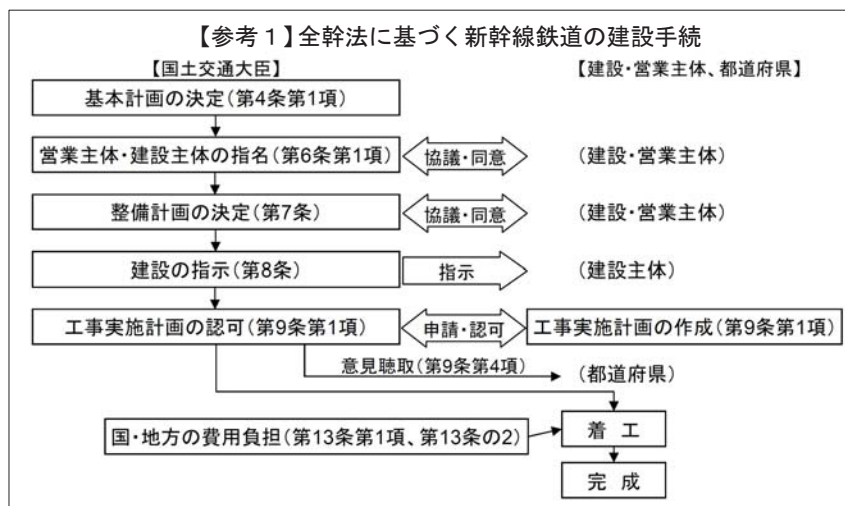 【参考１】全幹法に基づく新幹線鉄道の建設手続
【国土交通大臣】
【建設・営業主体、都道府県】
基本計画の決定(第4条第1項)
営業主体・建設主体の指名(第6条第1項)
協議・同意
(建設・営業主体)
整備計画の決定(第7条)
協議・同意
(建設・営業主体)
建設の指示(第8条)
指示
(建設主体)
工事実施計画の認可(第9条第1項)
申請・認可
工事実施計画の作成(第9条第1項)
意見聴取(第9条第4項)
(都道府県)
国・地方の費用負担(第13条第1項、第13条の2)
着 工
完 成